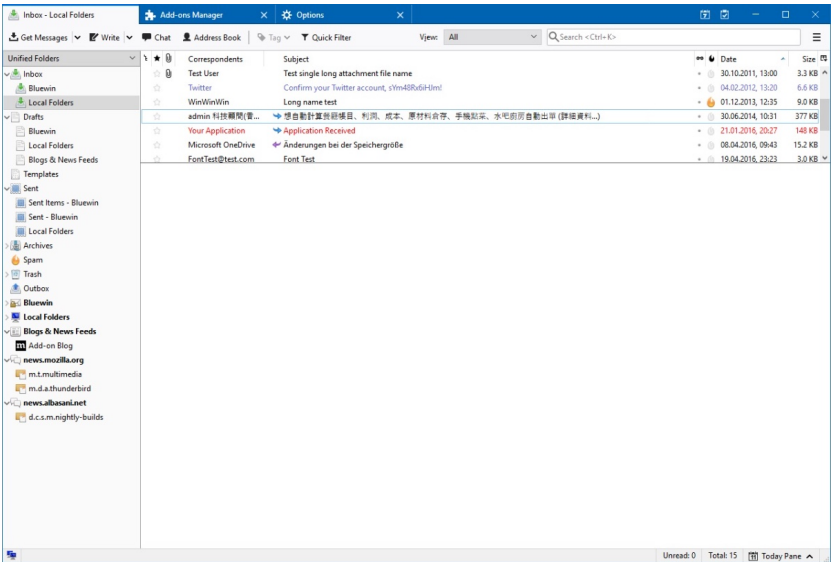 Inbox - Local Folders
Add-ons Manager
Options
Get Messages
Write
Chat
Address Book
Tag
Quick Filter
View:
All
Search <Ctrl+K>
Unified Folders
Inbox
Bluewin
Local Folders
Drafts
Bluewin
Local Folders
Blogs & News Feeds
Templates
Sent
Sent Items - Bluewin
Sent - Bluewin
Local Folders
Archives
Spam
Trash
Outbox
Bluewin
Local Folders
Blogs & News Feeds
Add-on Blog
news.mozilla.org
m.t.multimedia
m.d.a.thunderbird
news.albasani.net
d.c.s.m.nightly-builds
Correspondents Subject Date Size
Test User Test single long attachment file name 30.10.2011, 13:00 3.3 KB
Twitter Confirm your Twitter account, 04.02.2012, 13:20 6.6 KB
WinWinWin Long name test 01.12.2013, 12:35 9.0 KB
admin 科技顧問(管... 想自動計算餐廳帳目、利潤、成本、原材料倉存、手機點菜、水吧廚房自動出單 (詳細資料...) 30.06.2014, 10:31 377 KB
Your Application Application Received 21.01.2016, 20:27 148 KB
Microsoft OneDrive Änderungen bei der Speichergröße 08.04.2016, 09:43 15.2 KB
FontTest@test.com Font Test 19.04.2016, 23:23 3.0 KB
Unread: 0 Total: 15 Today Pane